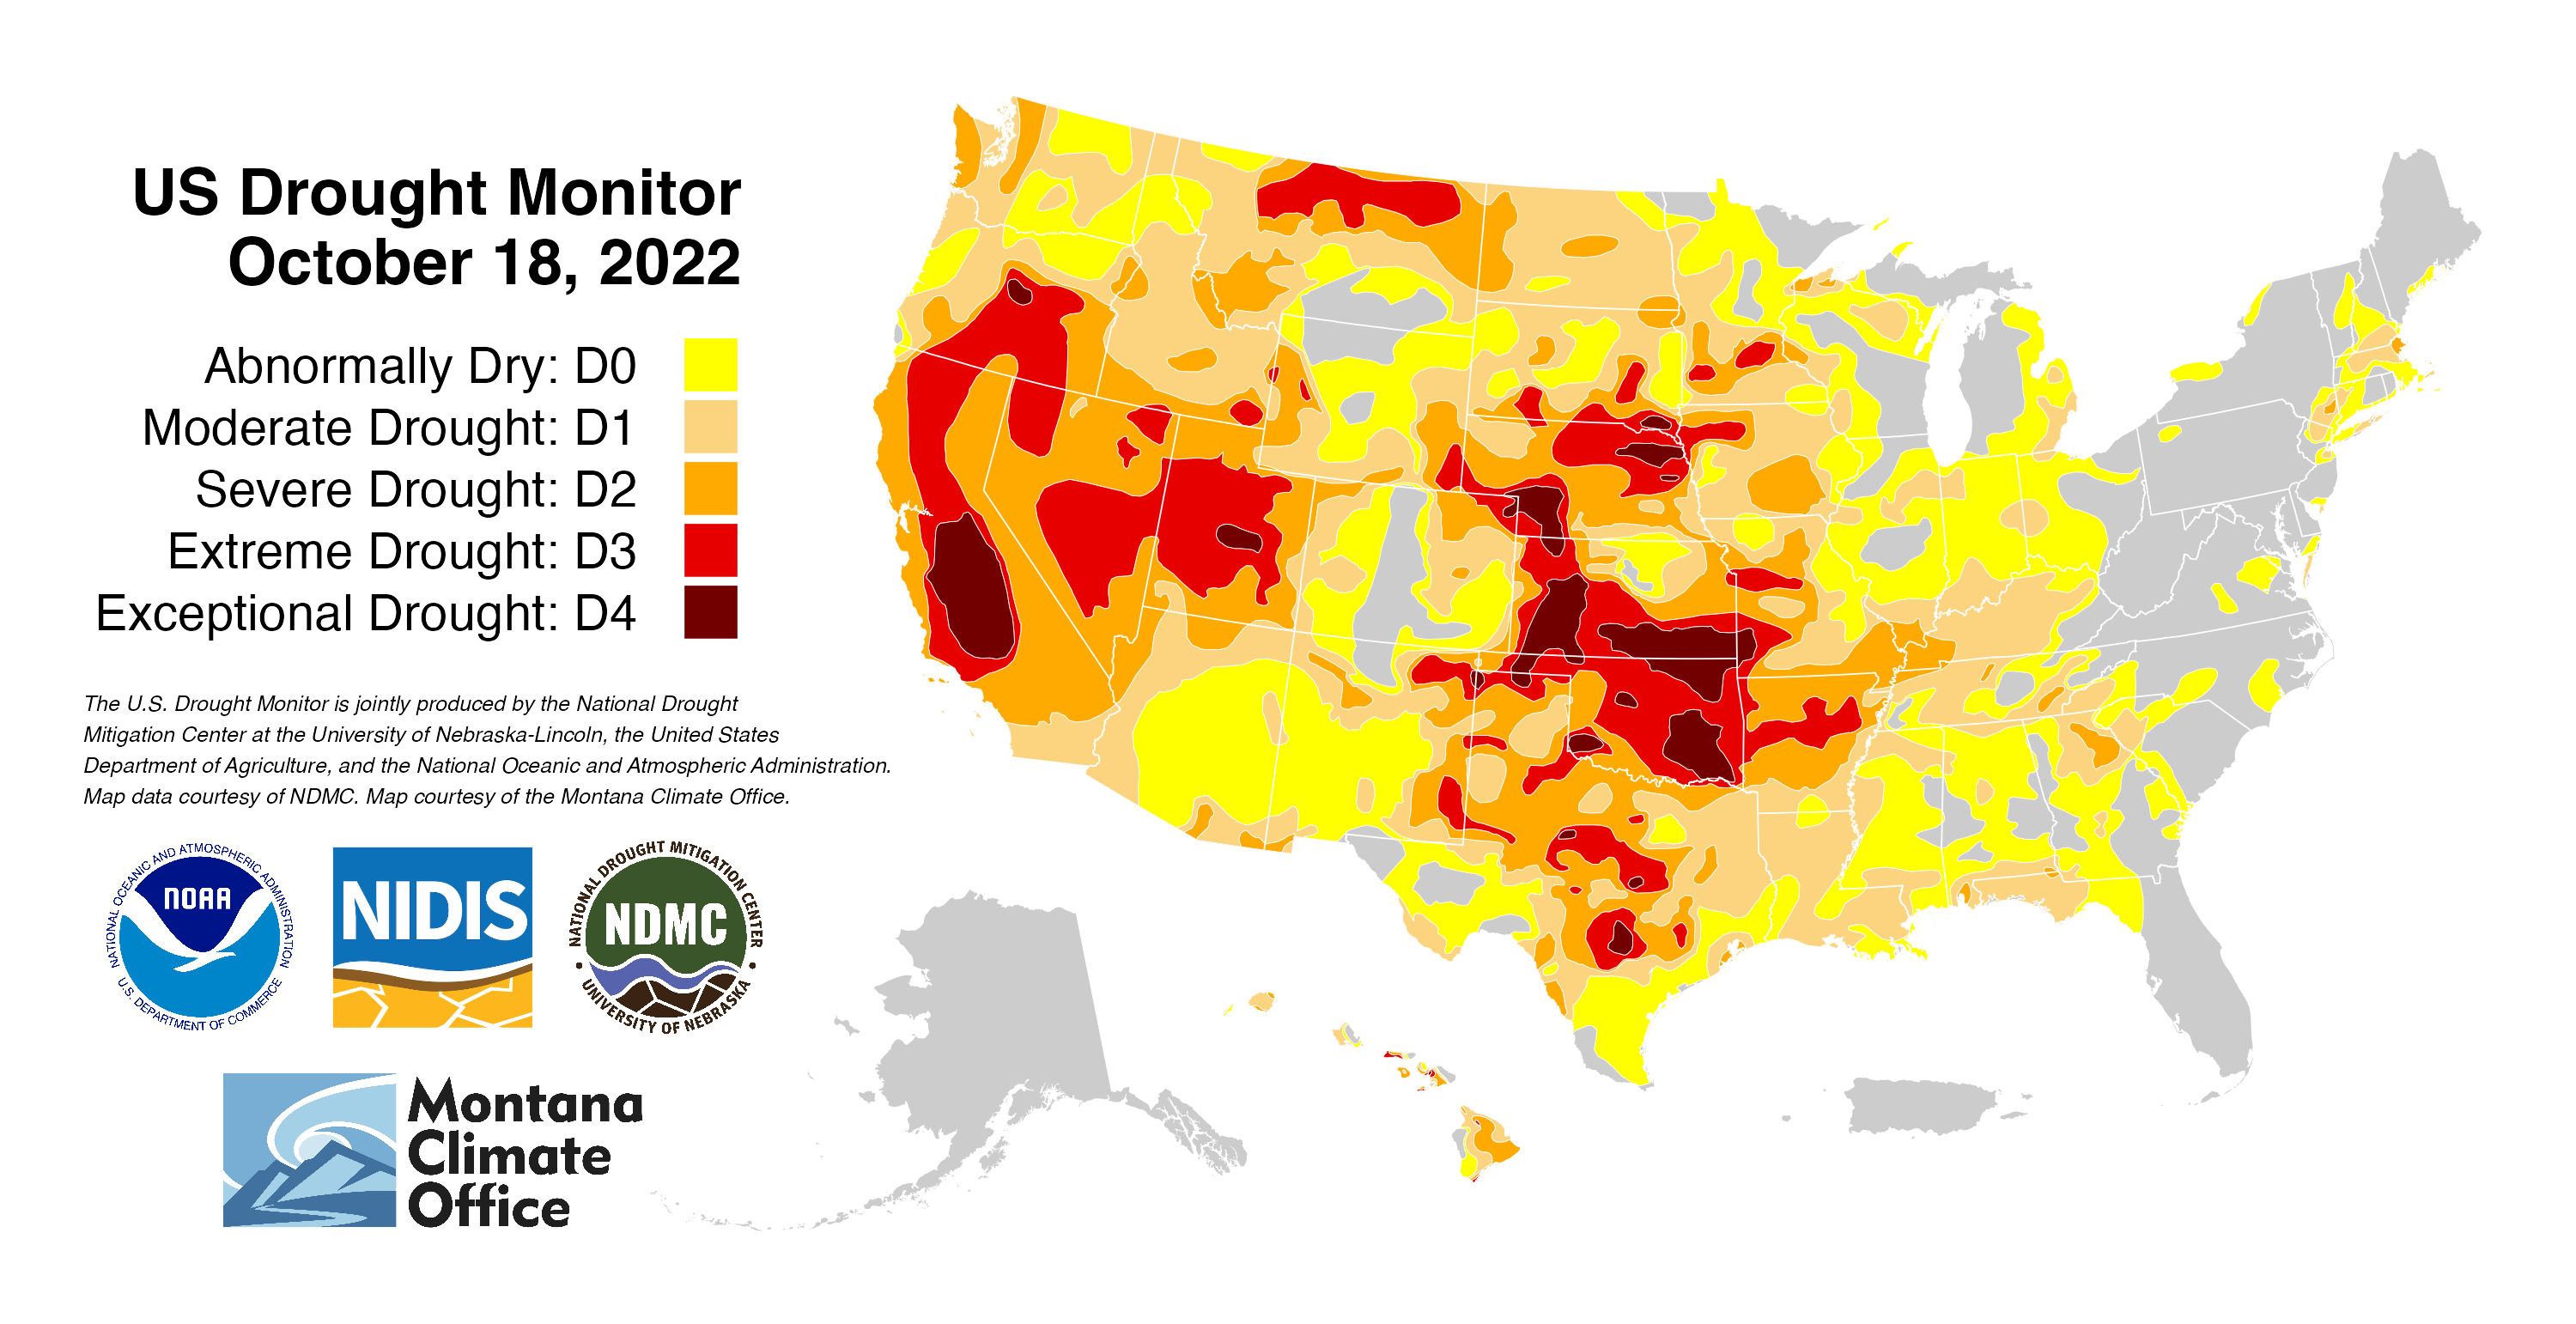 US Drought Monitor
October 18, 2022
Abnormally Dry: D0
Moderate Drought: D1
Severe Drought: D2
Extreme Drought: D3
Exceptional Drought: D4
The U.S. Drought Monitor is jointly produced by the National Drought
Mitigation Center at the University of Nebraska-Lincoln, the United States
Department of Agriculture, and the National Oceanic and Atmospheric Administration.
Map data courtesy of NDMC. Map courtesy of the Montana Climate Office.
NATIONAL OCEANIC AND ATMOSPHERIC ADMINISTRATION
NOAA
U.S. DEPARTMENT OF COMMERCE
NIDIS
NATIONAL DROUGHT MITIGATION CENTER
NDMC
UNIVERSITY OF NEBRASKA
Montana
Climate
Office